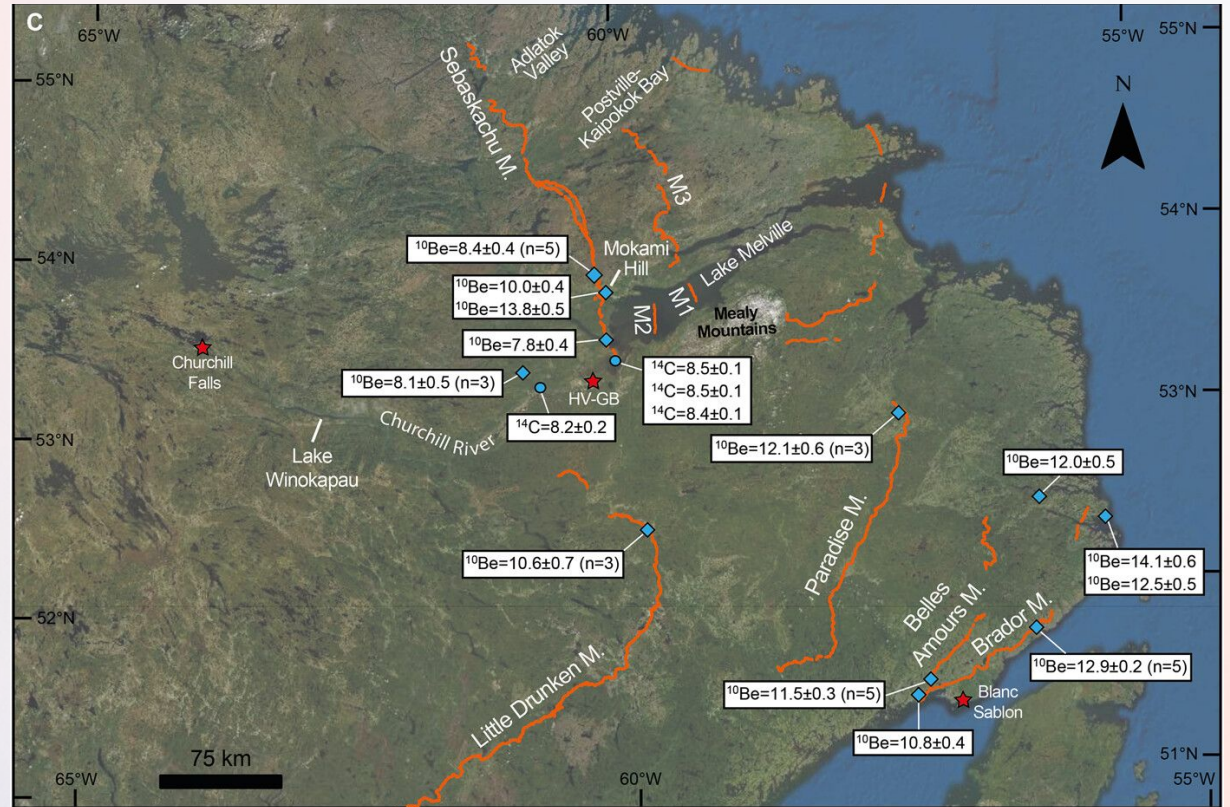 C
65°W
60°W
55°W
55°N
55°N
Adlatok
Valley
Sebaskachu M.
Postville-
Kaipokok Bay
N
M3
54°N
54°N
¹⁰Be=8.4±0.4 (n=5)
Mokami
Hill
Lake Melville
¹⁰Be=10.0±0.4
¹⁰Be=13.8±0.5
M1
M2
Mealy
Mountains
¹⁰Be=7.8±0.4
Churchill
Falls
¹⁴C=8.5±0.1
¹⁴C=8.5±0.1
¹⁴C=8.4±0.1
¹⁰Be=8.1±0.5 (n=3)
HV-GB
53°N
53°N
¹⁴C=8.2±0.2
Churchill River
¹⁰Be=12.1±0.6 (n=3)
Lake
Winokapau
¹⁰Be=12.0±0.5
Paradise M.
¹⁰Be=10.6±0.7 (n=3)
¹⁰Be=14.1±0.6
¹⁰Be=12.5±0.5
52°N
52°N
Belles
Amours M.
Brador M.
¹⁰Be=12.9±0.2 (n=5)
Little Drunken M.
¹⁰Be=11.5±0.3 (n=5)
Blanc
Sablon
¹⁰Be=10.8±0.4
75 km
51°N
65°W
60°W
55°W